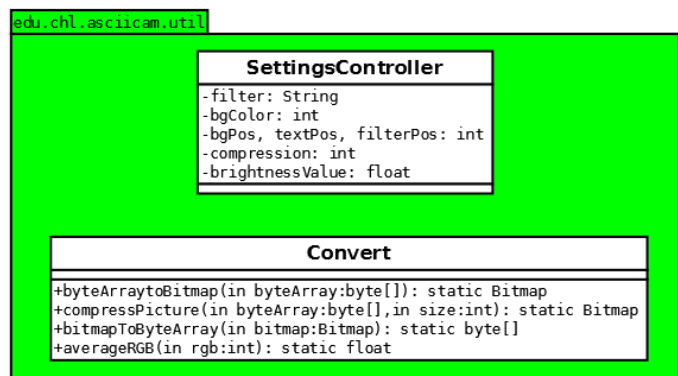 edu.chl.asciicam.util
SettingsController
-filter: String
-bgColor: int
-bgPos, textPos, filterPos: int
-compression: int
-brightnessValue: float
Convert
+byteArraytoBitmap(in byteArray:byte[]): static Bitmap
+compressPicture(in byteArray:byte[],in size:int): static Bitmap
+bitmapToByteArray(in bitmap:Bitmap): static byte[]
+averageRGB(in rgb:int): static float